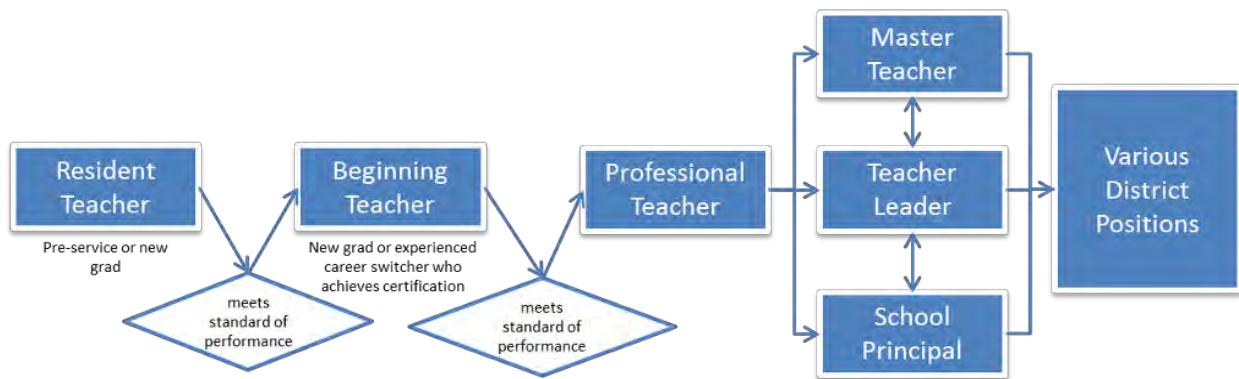 Resident
Teacher
Pre-service or new
grad
meets
standard of
performance
Beginning
Teacher
New grad or experienced
career switcher who
achieves certification
meets
standard of
performance
Professional
Teacher
Master
Teacher
Teacher
Leader
School
Principal
Various
District
Positions